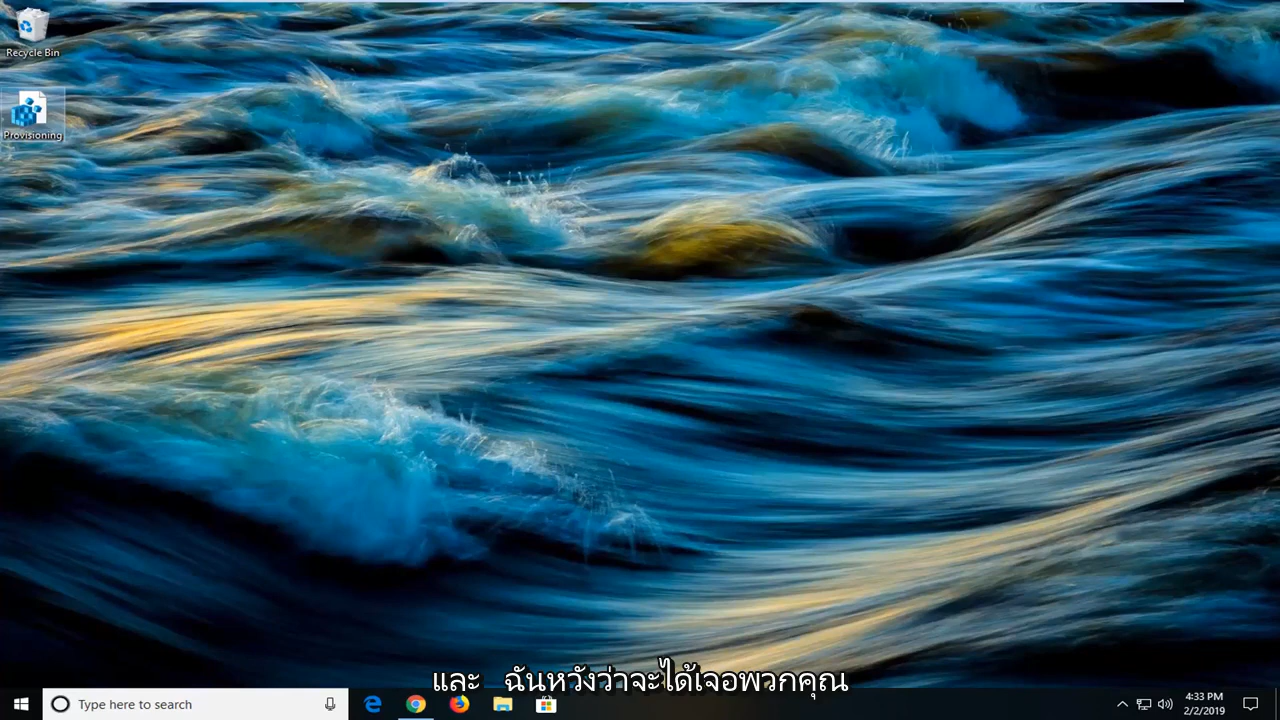 Recycle Bin
Provisioning
และ ฉันหวังว่าจะได้เจอพวกคุณ
Type here to search
4:33 PM
2/2/2019